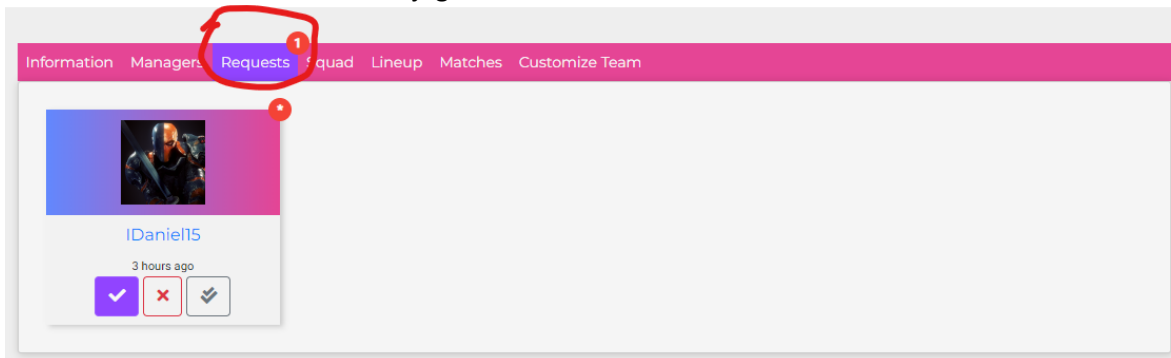 1
Information Managers Requests Squad Lineup Matches Customize Team
*
IDaniel15
3 hours ago